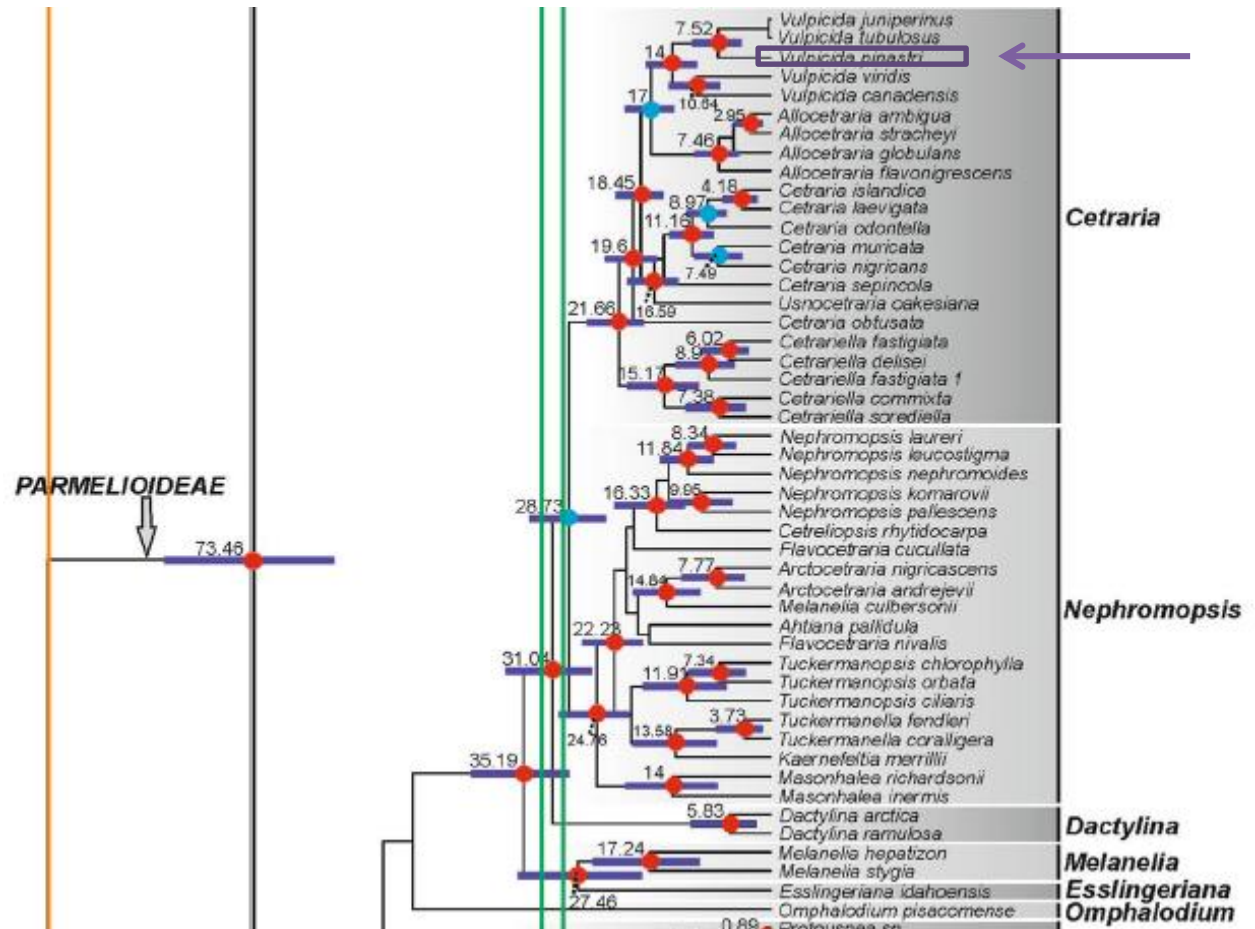 7.52
Vulpicida juniperinus
Vulpicida tubulosus
Vulpicida pinastri
14
Vulpicida viridis
10.64
Vulpicida canadensis
17
2.95
Allocetraria ambigua
Allocetraria stracheyi
7.46
Allocetraria globulans
Allocetraria flavonigrescens
18.45
4.18
Cetraria islandica
8.97
Cetraria laevigata
Cetraria
11.16
Cetraria odontella
19.6
Cetraria muricata
7.49
Cetraria nigricans
Cetraria sepincola
16.59
Usnocetraria oakesiana
21.66
Cetraria obtusata
6.02
Cetrariella fastigiata
8.9
Cetrariella delisei
15.17
Cetrariella fastigiata 1
7.38
Cetrariella commixta
Cetrariella sorediella
8.34
Nephromopsis laureri
11.84
Nephromopsis leucostigma
Nephromopsis nephromoides
PARMELIOIDEAE
16.33
9.95
Nephromopsis komarovii
28.73
Nephromopsis pallescens
Cetreliopsis rhytidocarpa
73.46
Flavocetraria cucullata
7.77
Arctocetraria nigricascens
14.84
Arctocetraria andrejevii
Melanelia culbersonii
Nephromopsis
22.23
Ahtiana pallidula
Flavocetraria nivalis
31.04
7.34
Tuckermanopsis chlorophylla
11.91
Tuckermanopsis orbata
Tuckermanopsis ciliaris
3.73
Tuckermanella fendleri
24.76
13.58
Tuckermanella coralligera
Kaernefeltia merrillii
35.19
14
Masonhalea richardsonii
Masonhalea inermis
5.83
Dactylina arctica
Dactylina
Dactylina ramulosa
17.24
Melanelia hepatizon
Melanelia
Melanelia stygia
Esslingeriana idahoensis
Esslingeriana
27.46
Omphalodium pisacomense
Omphalodium
0.89
Protousnea sp.